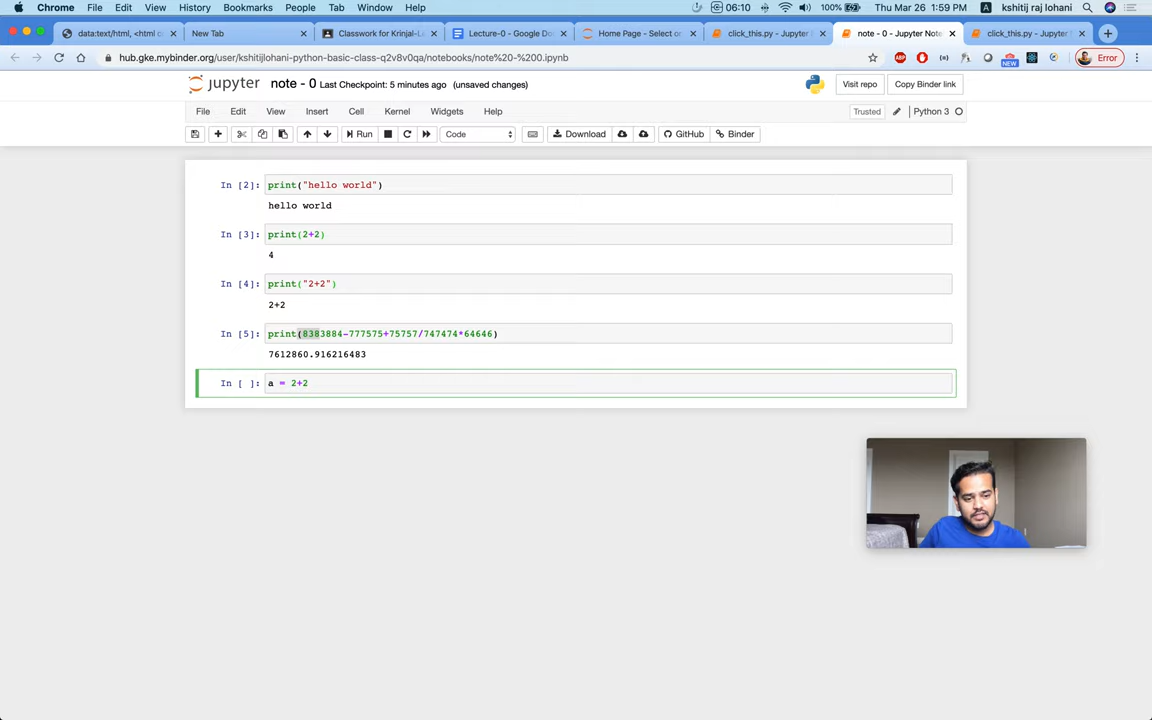 Chrome File Edit View History Bookmarks People Tab Window Help 06:10 100% Thu Mar 26 1:59 PM A kshitij raj lohani
data:text/html, <html co New Tab Classwork for Krinjal-Le Lecture-0 - Google Do Home Page - Select or click_this.py - Jupyter note - 0 - Jupyter Note click_this.py - Jupyter
hub.gke.mybinder.org/user/kshitijlohani-python-basic-class-q2v8v0qa/notebooks/note%20-%200.ipynb ABP NEW Error
jupyter note - 0 Last Checkpoint: 5 minutes ago (unsaved changes) Visit repo Copy Binder link
File Edit View Insert Cell Kernel Widgets Help Trusted Python 3
Run Code Download GitHub Binder
In [2]: print("hello world")
hello world
In [3]: print(2+2)
4
In [4]: print("2+2")
2+2
In [5]: print(8383884-777575+75757/747474*64646)
7612860.916216483
In [ ]: a = 2+2